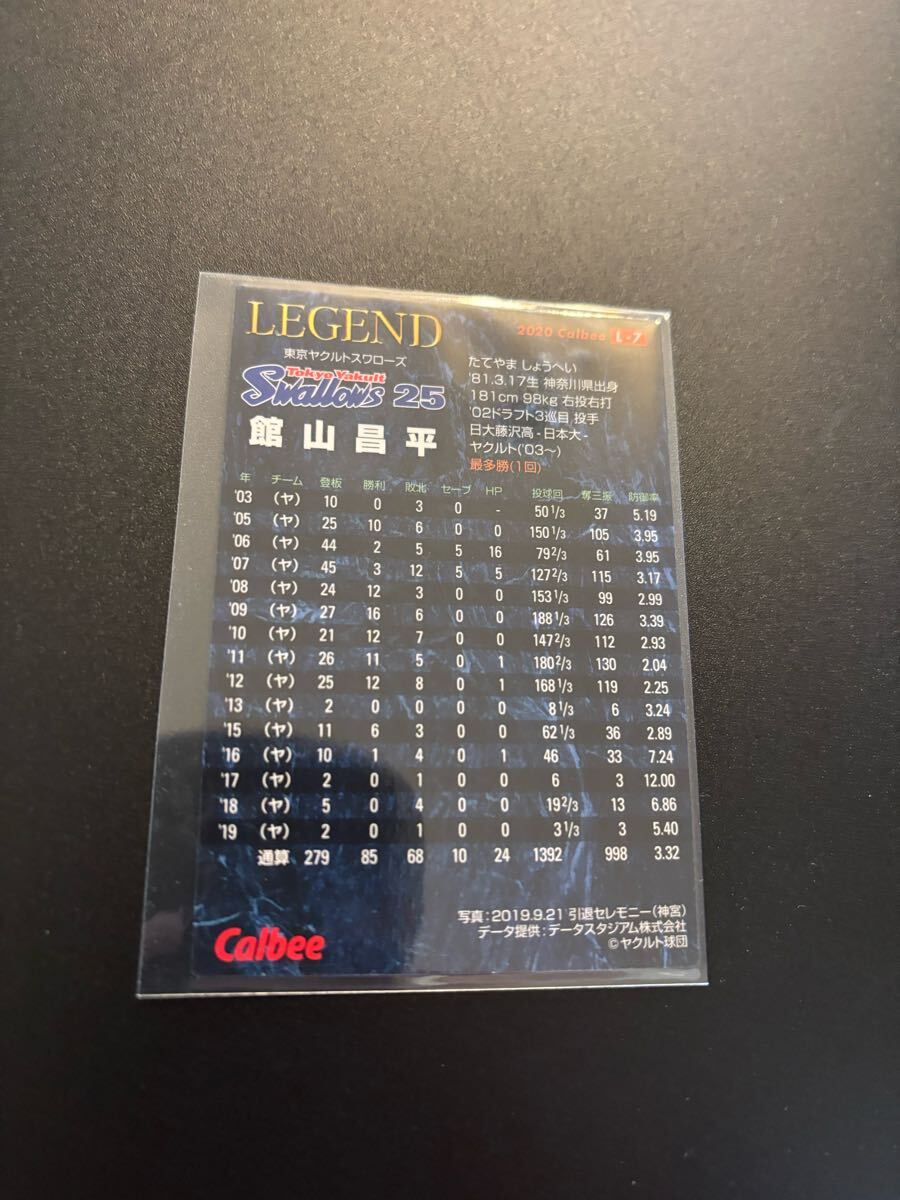 LEGEND
2020 Calbee L-7
東京ヤクルトスワローズ
Tokyo Yakult
Swallows 25
館山昌平
たてやま しょうへい
'81.3.17生 神奈川県出身
181cm 98kg 右投右打
'02ドラフト3巡目 投手
日大藤沢高 - 日本大 -
ヤクルト('03〜)
最多勝(1回)
年 チーム 登板 勝利 敗北 セーブ HP 投球回 奪三振 防御率
'03 (ヤ) 10 0 3 0 - 50 1/3 37 5.19
'05 (ヤ) 25 10 6 0 0 150 1/3 105 3.95
'06 (ヤ) 44 2 5 5 16 79 2/3 61 3.95
'07 (ヤ) 45 3 12 5 5 127 2/3 115 3.17
'08 (ヤ) 24 12 3 0 0 153 1/3 99 2.99
'09 (ヤ) 27 16 6 0 0 188 1/3 126 3.39
'10 (ヤ) 21 12 7 0 0 147 2/3 112 2.93
'11 (ヤ) 26 11 5 0 1 180 2/3 130 2.04
'12 (ヤ) 25 12 8 0 1 168 1/3 119 2.25
'13 (ヤ) 2 0 0 0 0 8 1/3 6 3.24
'15 (ヤ) 11 6 3 0 0 62 1/3 36 2.89
'16 (ヤ) 10 1 4 0 1 46 33 7.24
'17 (ヤ) 2 0 1 0 0 6 3 12.00
'18 (ヤ) 5 0 4 0 0 19 2/3 13 6.86
'19 (ヤ) 2 0 1 0 0 3 1/3 3 5.40
通算 279 85 68 10 24 1392 998 3.32
写真:2019.9.21 引退セレモニー(神宮)
データ提供:データスタジアム株式会社
©ヤクルト球団
Calbee